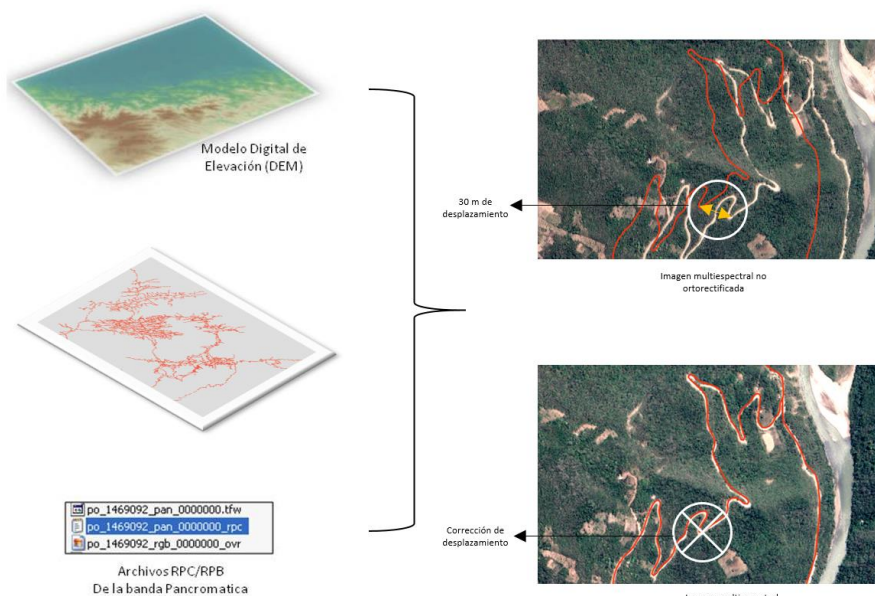 Modelo Digital de
Elevación (DEM)
po_1469092_pan_0000000.tfw
po_1469092_pan_0000000_rpc
po_1469092_rgb_0000000_ovr
Archivos RPC/RPB
De la banda Pancromatica
30 m de
desplazamiento
Imagen multiespectral no
ortorectificada
Corrección de
desplazamiento